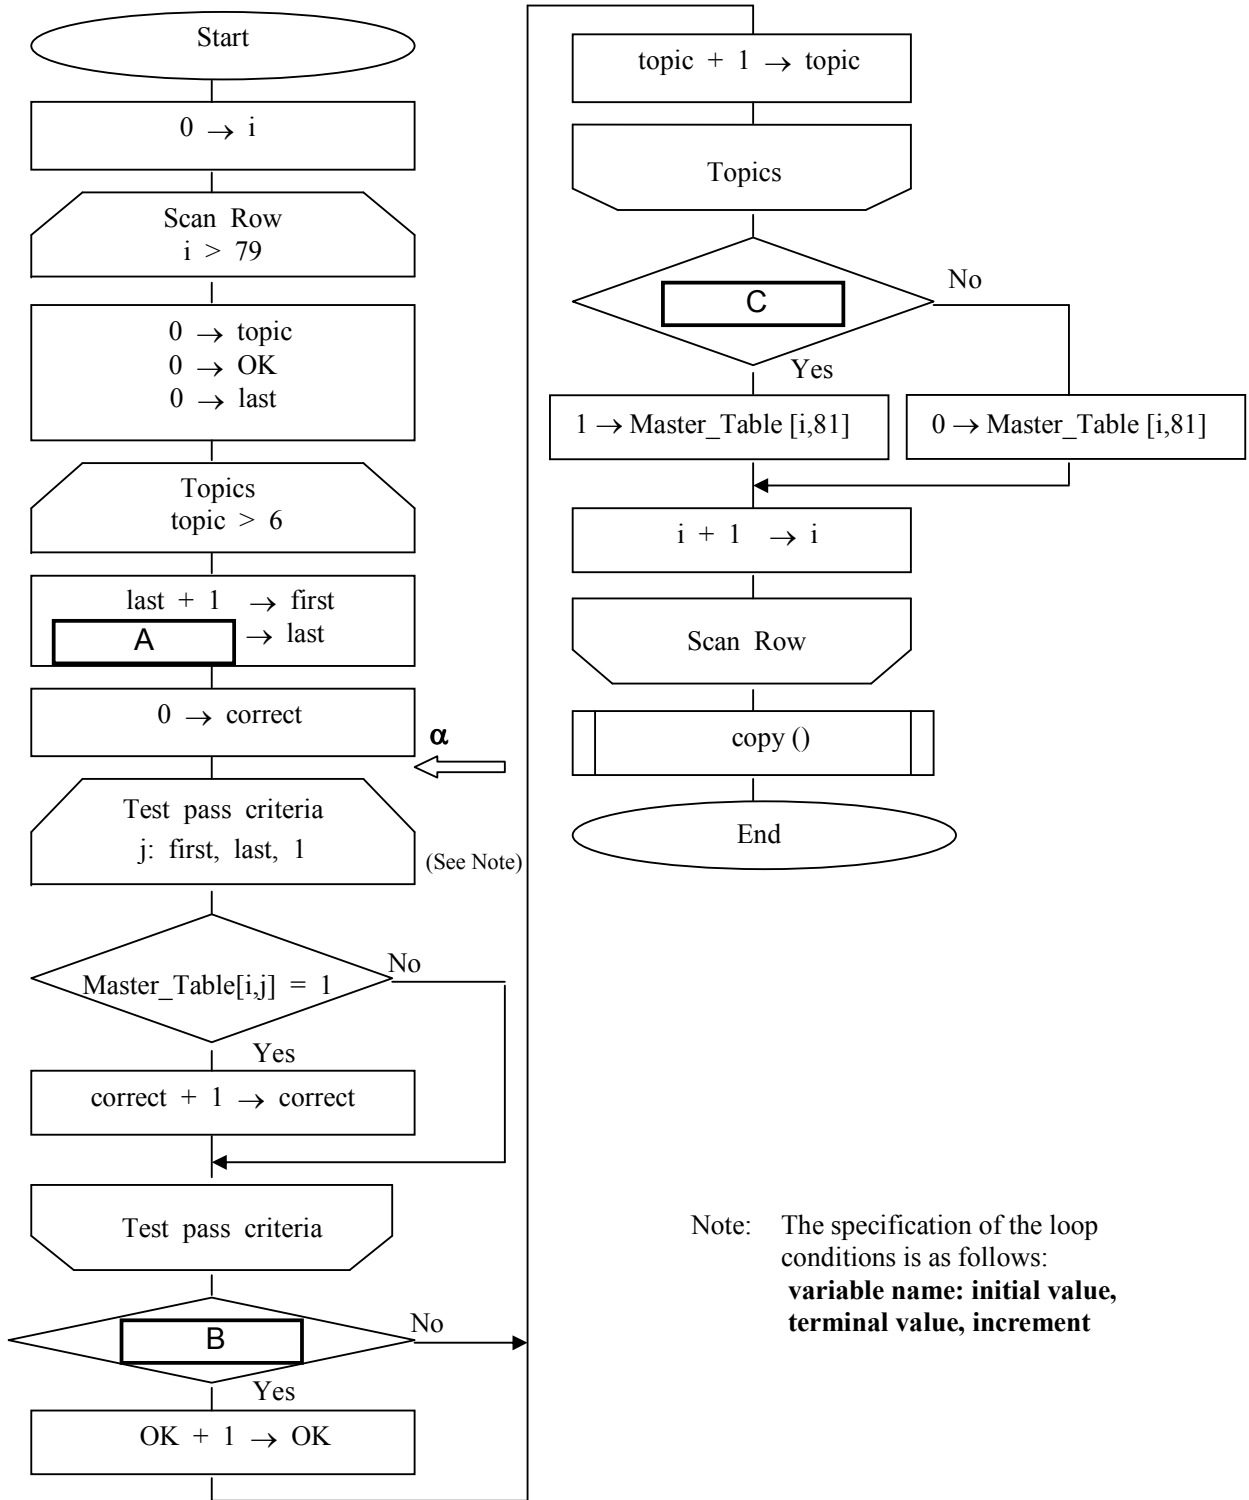 Start
0 → i
Scan Row
i > 79
0 → topic
0 → OK
0 → last
Topics
topic > 6
last + 1 → first
A → last
0 → correct
α
Test pass criteria
j: first, last, 1
(See Note)
Master_Table[i,j] = 1
No
Yes
correct + 1 → correct
Test pass criteria
B
No
Yes
OK + 1 → OK
topic + 1 → topic
Topics
C
No
Yes
1 → Master_Table [i,81]
0 → Master_Table [i,81]
i + 1 → i
Scan Row
copy ()
End
Note: The specification of the loop
conditions is as follows:
variable name: initial value,
terminal value, increment